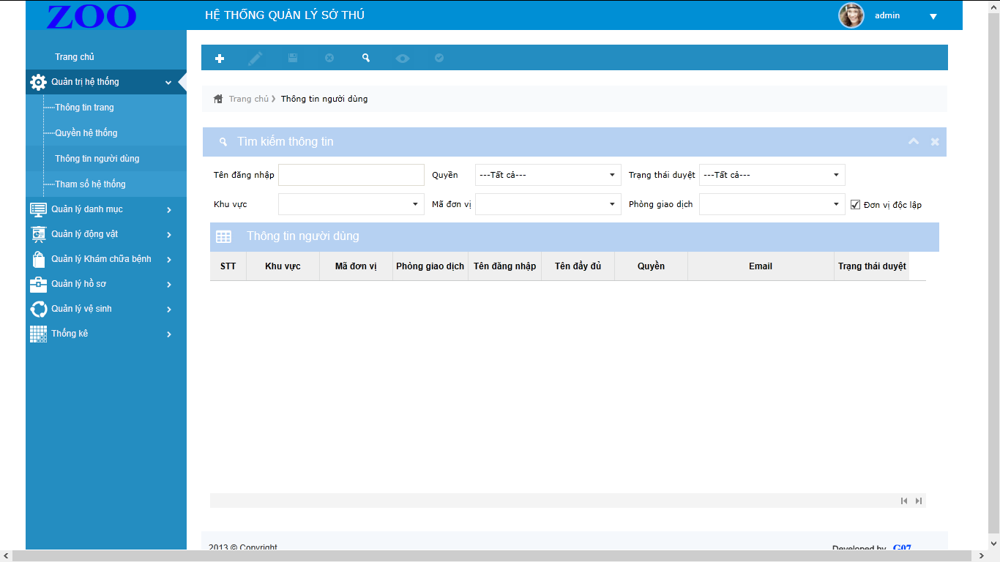 ZOO
HỆ THỐNG QUẢN LÝ SỞ THÚ
admin
Trang chủ
Quản trị hệ thống
Thông tin trang
Quyền hệ thống
Thông tin người dùng
Tham số hệ thống
Quản lý danh mục
Quản lý động vật
Quản lý Khám chữa bệnh
Quản lý hồ sơ
Quản lý vệ sinh
Thống kê
Trang chủ Thông tin người dùng
Tìm kiếm thông tin
Tên đăng nhập Quyền ---Tất cả--- Trạng thái duyệt ---Tất cả---
Khu vực Mã đơn vị Phòng giao dịch Đơn vị độc lập
Thông tin người dùng
STT Khu vực Mã đơn vị Phòng giao dịch Tên đăng nhập Tên đầy đủ Quyền Email Trạng thái duyệt
2013 © Copyright Developed by G07